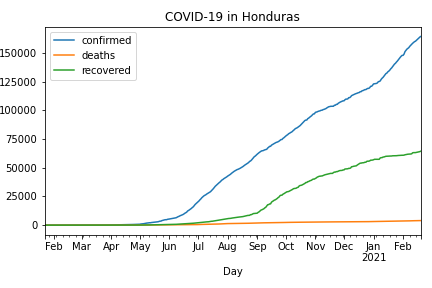 COVID-19 in Honduras
confirmed
deaths
recovered
150000
125000
100000
75000
50000
25000
0
Feb Mar Apr May Jun Jul Aug Sep Oct Nov Dec Jan Feb
2021
Day